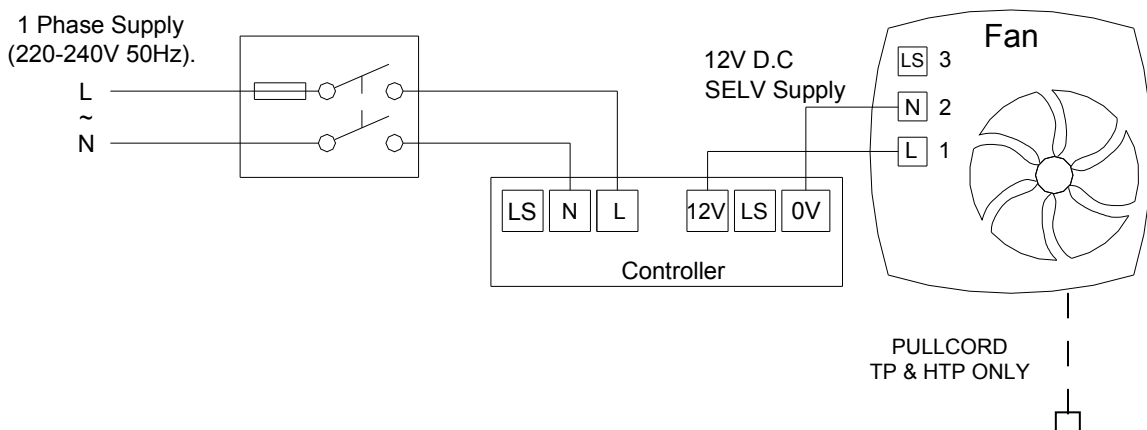 1 Phase Supply
(220-240V 50Hz).
L
~
N
12V D.C
SELV Supply
Fan
LS 3
N 2
L 1
LS N L 12V LS 0V
Controller
PULLCORD
TP & HTP ONLY